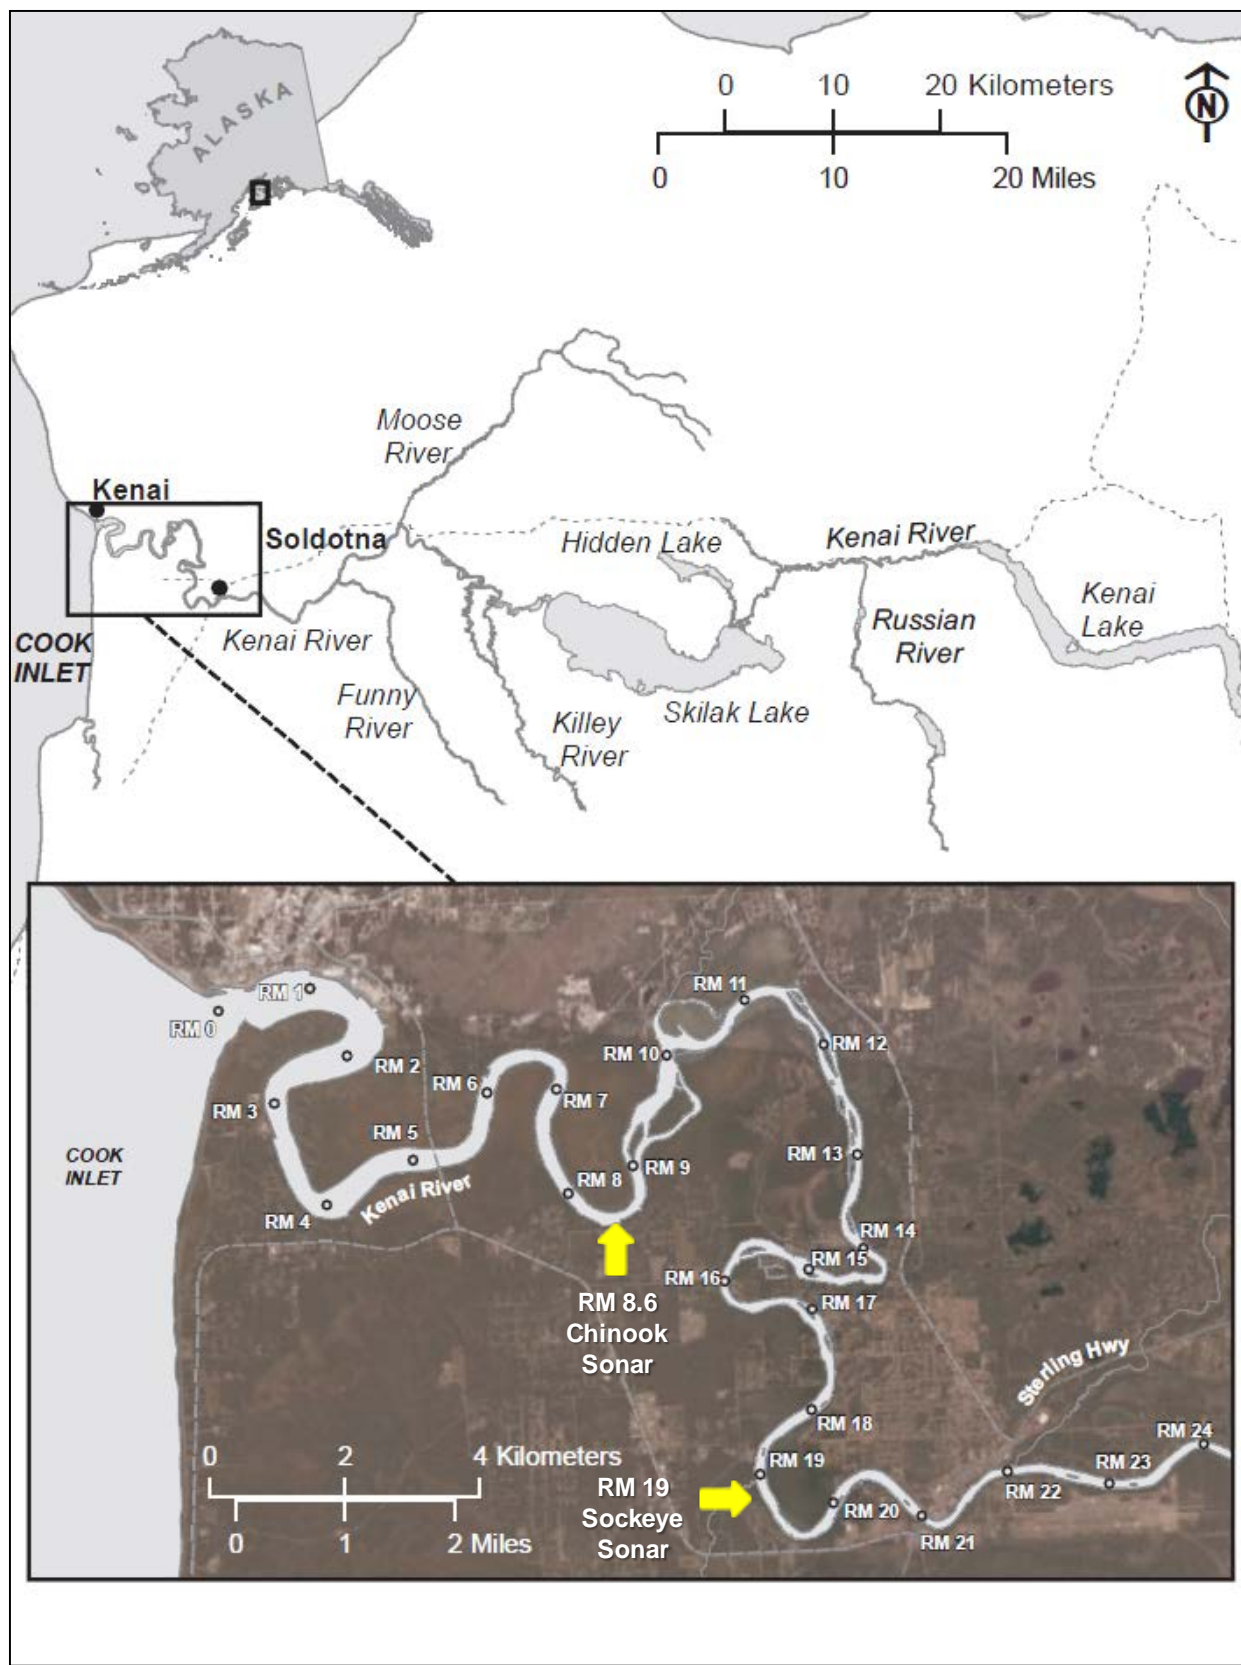 0 10 20 Kilometers
N
0 10 20 Miles
ALASKA
Moose
River
Kenai
Soldotna
Hidden Lake
Kenai River
Kenai
Lake
Russian
River
COOK
INLET
Kenai River
Funny
River
Killey
River
Skilak Lake
RM 0
RM 1
RM 2
RM 3
RM 4
RM 5
RM 6
RM 7
RM 8
RM 9
RM 10
RM 11
RM 12
RM 13
RM 14
RM 15
RM 16
RM 17
RM 18
RM 19
RM 20
RM 21
RM 22
RM 23
RM 24
COOK
INLET
Kenai River
RM 8.6
Chinook
Sonar
Sterling Hwy
RM 19
Sockeye
Sonar
0 2 4 Kilometers
0 1 2 Miles